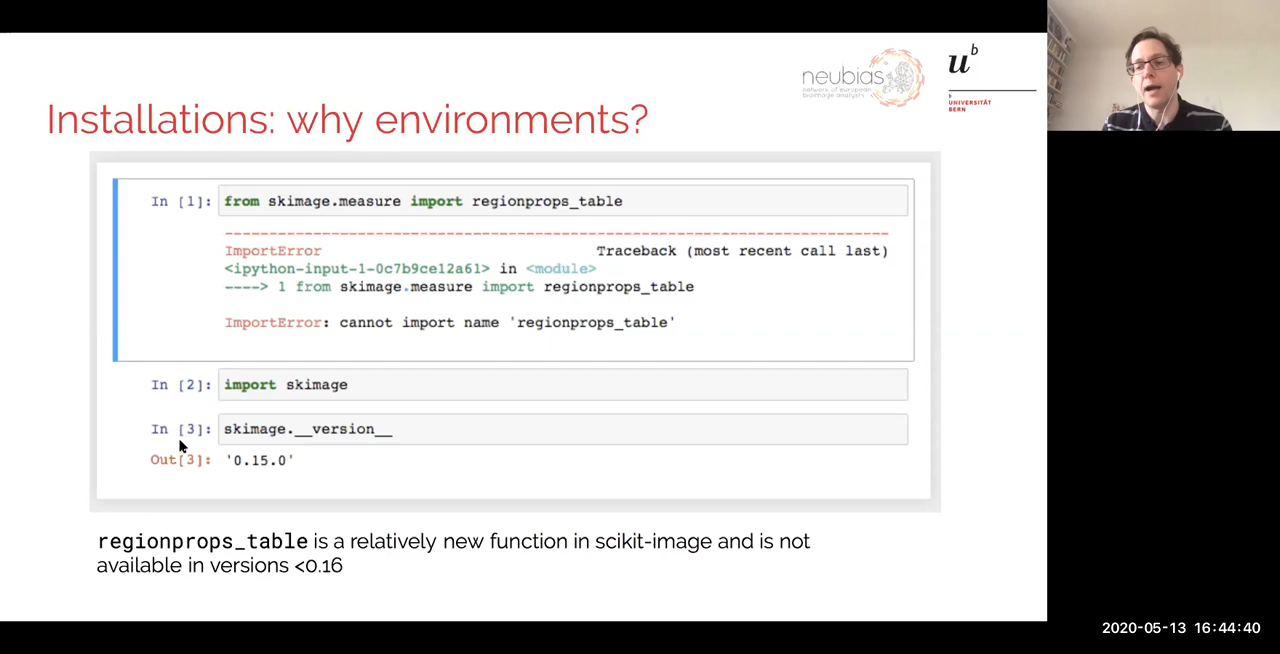 neubias
network of european
bioimage analysts
u
b
b
UNIVERSITÄT
BERN
Installations: why environments?
In [1]: from skimage.measure import regionprops_table
ImportError Traceback (most recent call last)
<ipython-input-1-0c7b9ce12a61> in <module>
----> 1 from skimage.measure import regionprops_table
ImportError: cannot import name 'regionprops_table'
In [2]: import skimage
In [3]: skimage.__version__
Out[3]: '0.15.0'
regionprops_table is a relatively new function in scikit-image and is not
available in versions <0.16
2020-05-13 16:44:40